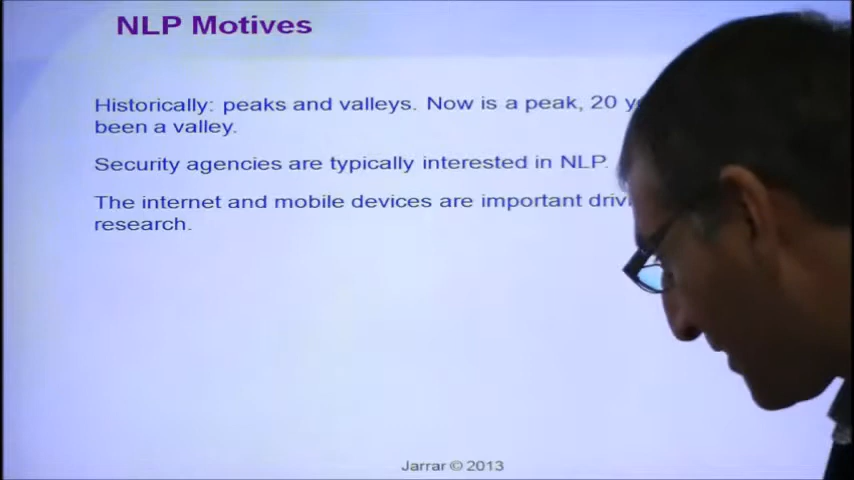 NLP Motives
Historically: peaks and valleys. Now is a peak, 20
been a valley.
Security agencies are typically interested in NLP.
The internet and mobile devices are important
research.
Jarrar © 2013